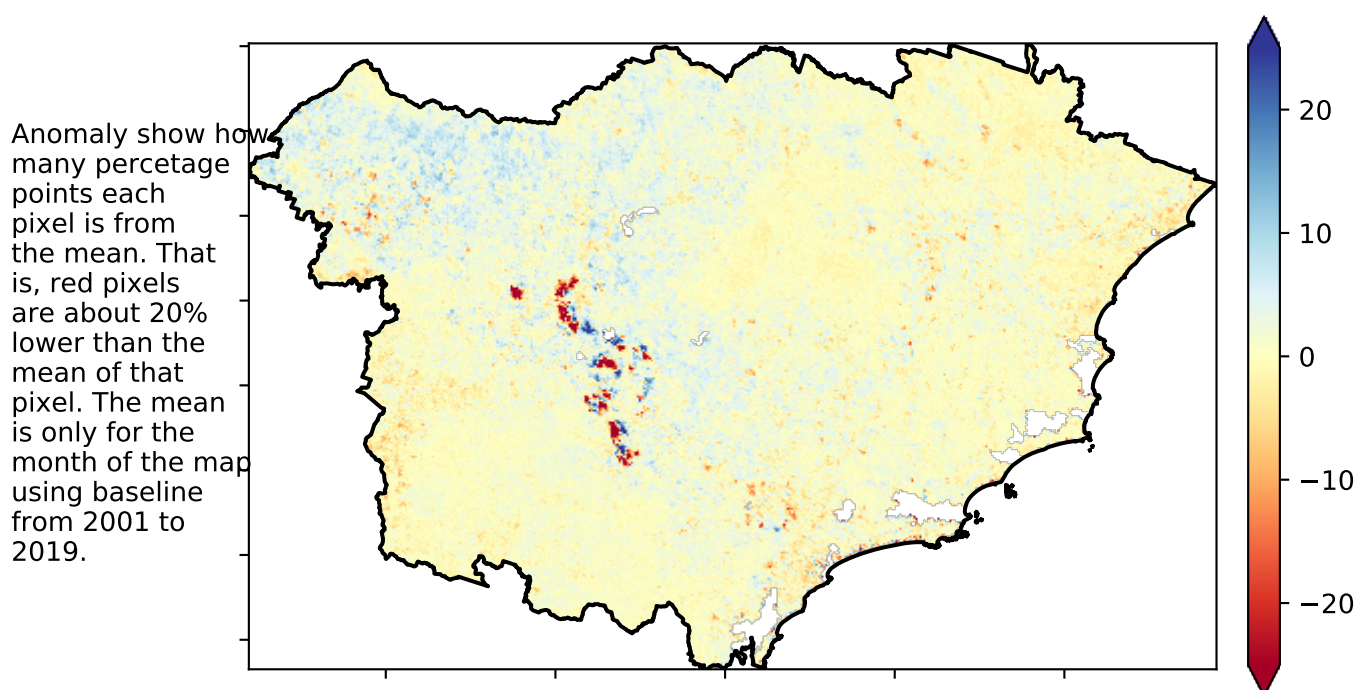 Anomaly show how
many percetage
points each
pixel is from
the mean. That
is, red pixels
are about 20%
lower than the
mean of that
pixel. The mean
is only for the
month of the map
using baseline
from 2001 to
2019.
20
10
0
−10
−20